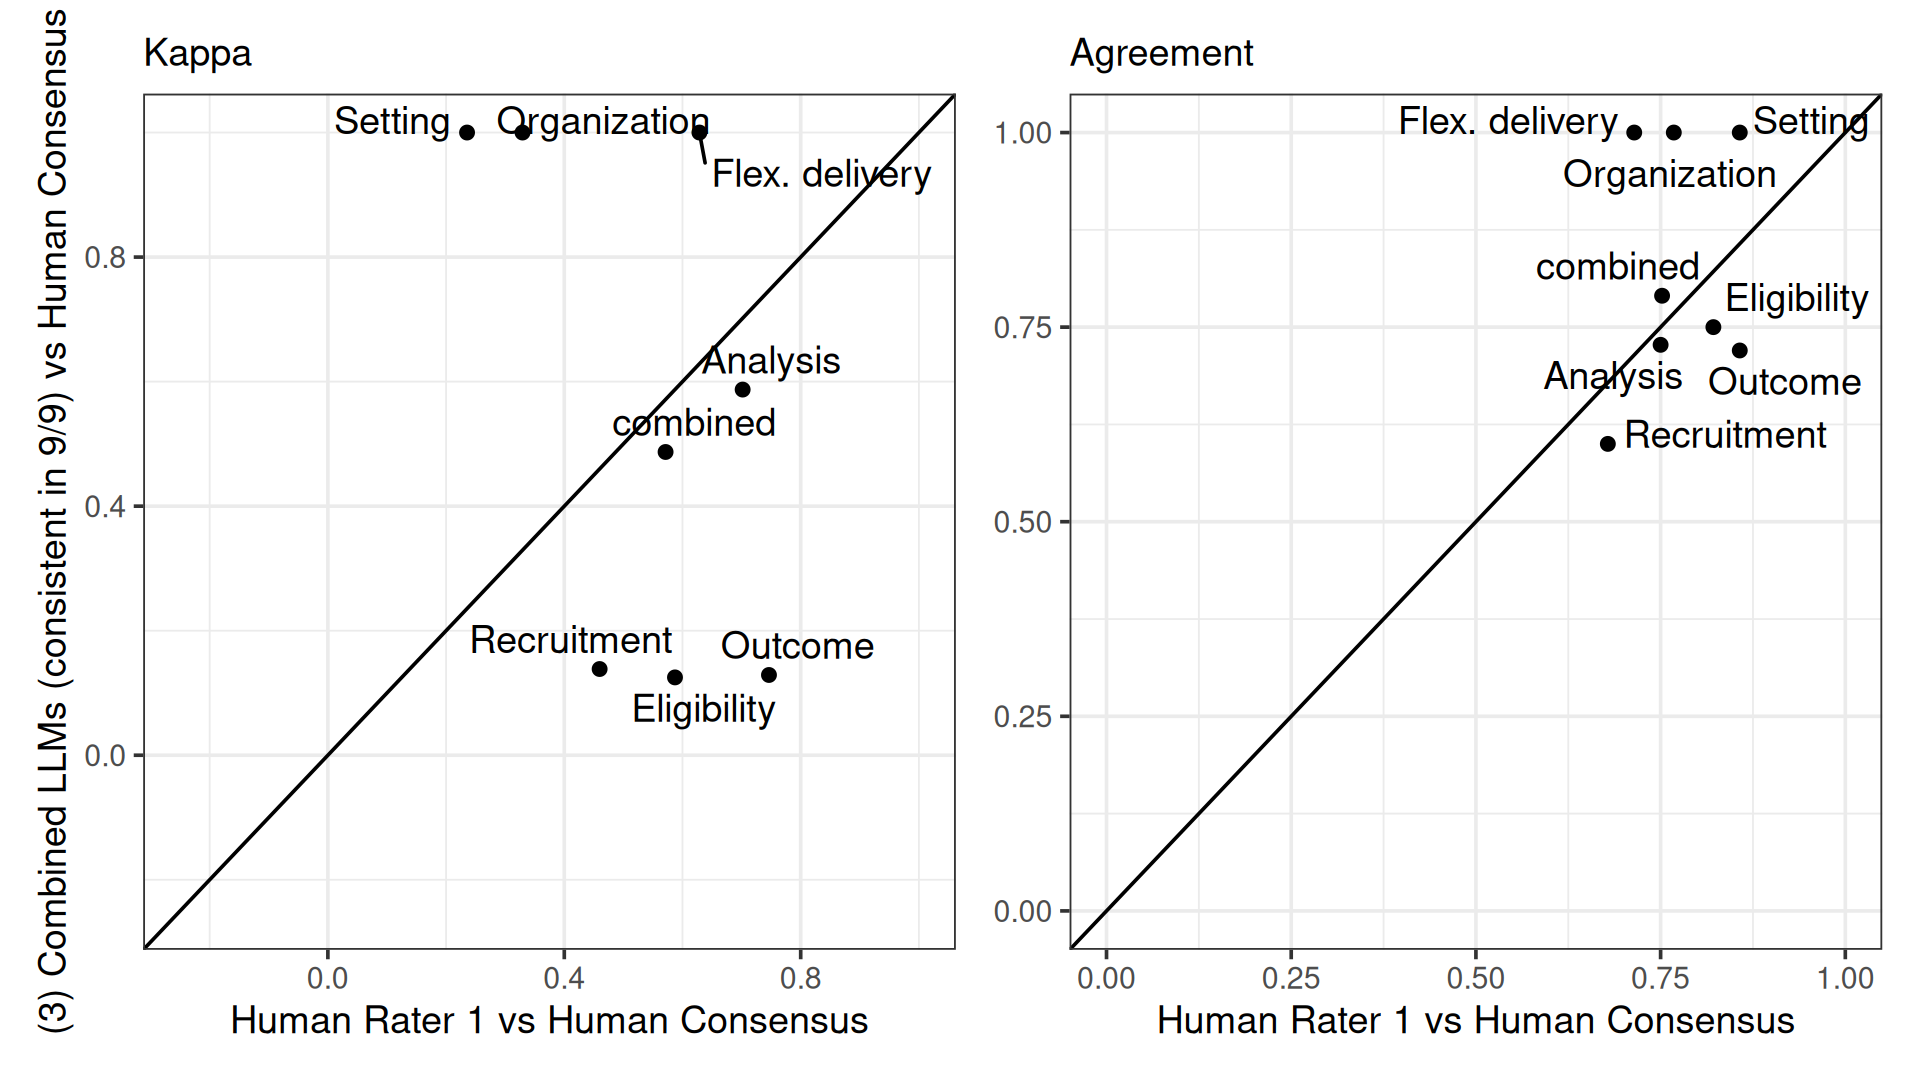 (3) Combined LLMs (consistent in 9/9) vs Human Consensus
Kappa
Setting
Organization
Flex. delivery
Analysis
combined
Recruitment
Outcome
Eligibility
0.8
0.4
0.0
0.0 0.4 0.8
Human Rater 1 vs Human Consensus
Agreement
Flex. delivery
Setting
Organization
combined
Eligibility
Analysis
Outcome
Recruitment
1.00
0.75
0.50
0.25
0.00
0.00 0.25 0.50 0.75 1.00
Human Rater 1 vs Human Consensus